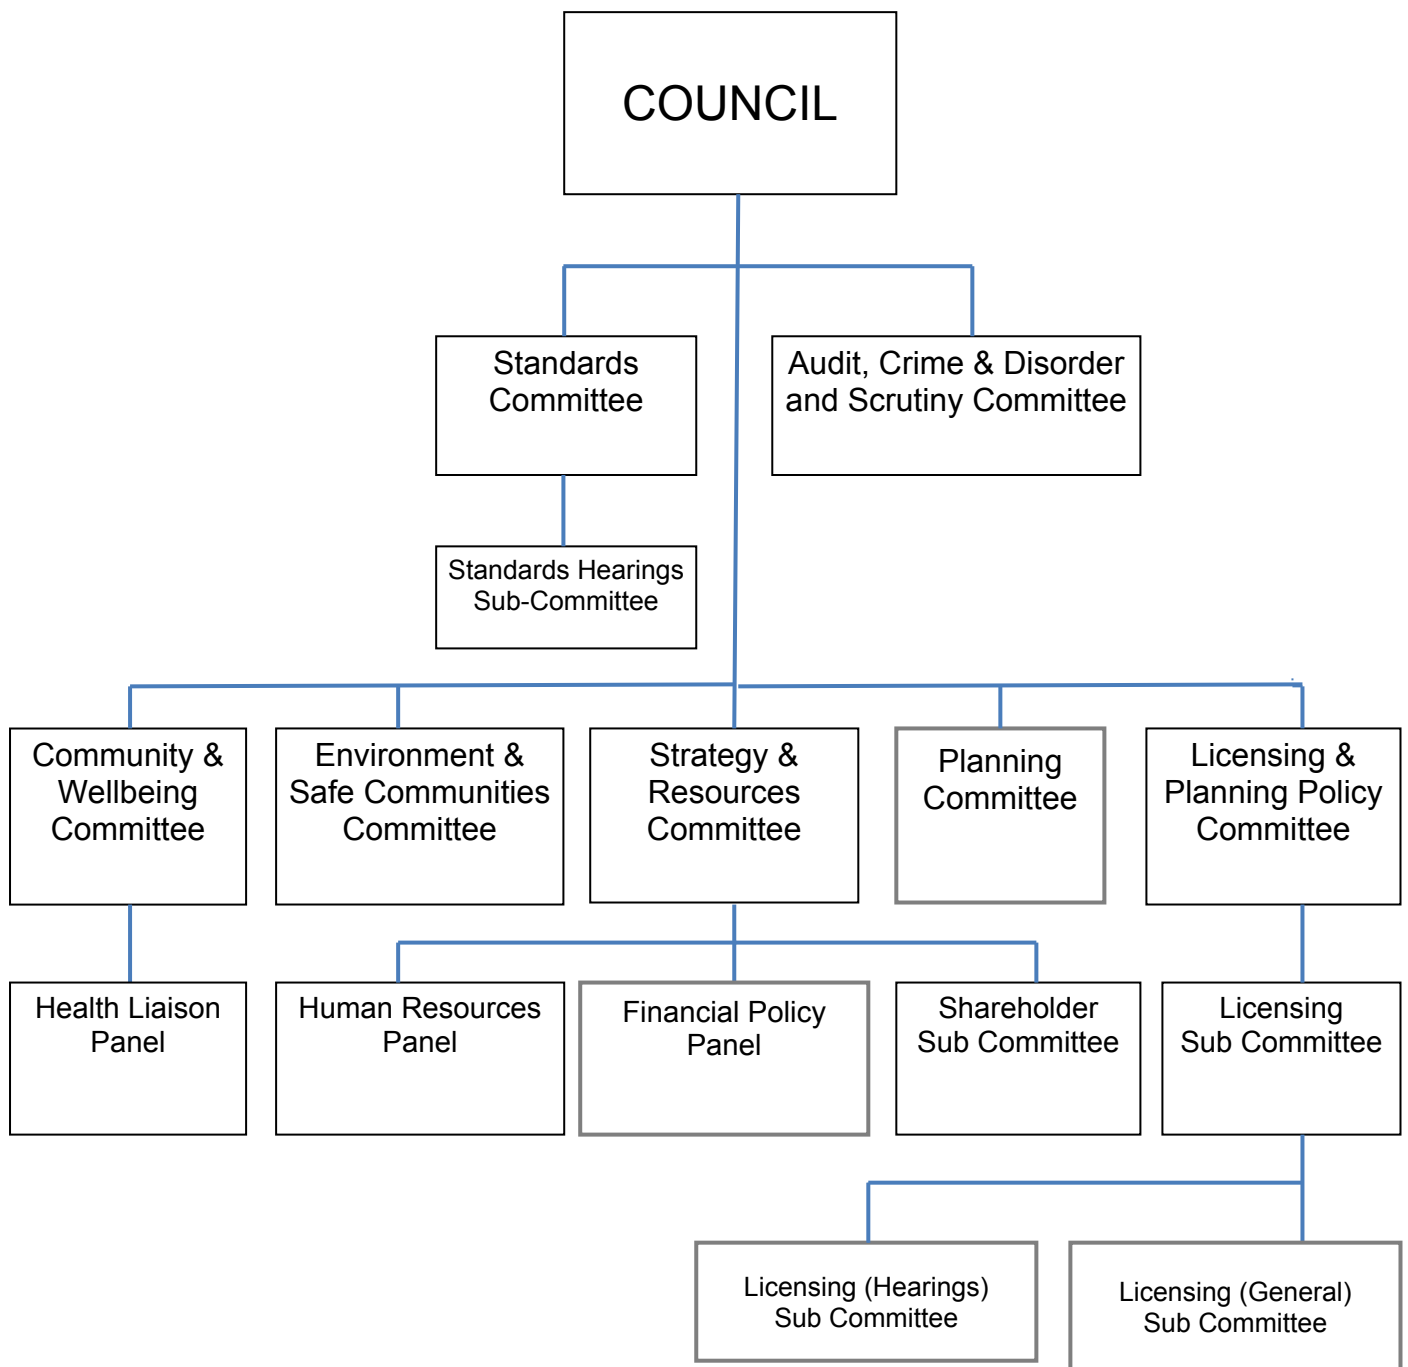 COUNCIL
Standards
Committee
Audit, Crime & Disorder
and Scrutiny Committee
Standards Hearings
Sub-Committee
Community &
Wellbeing
Committee
Environment &
Safe Communities
Committee
Strategy &
Resources
Committee
Planning
Committee
Licensing &
Planning Policy
Committee
Health Liaison
Panel
Human Resources
Panel
Financial Policy
Panel
Shareholder
Sub Committee
Licensing
Sub Committee
Licensing (Hearings)
Sub Committee
Licensing (General)
Sub Committee